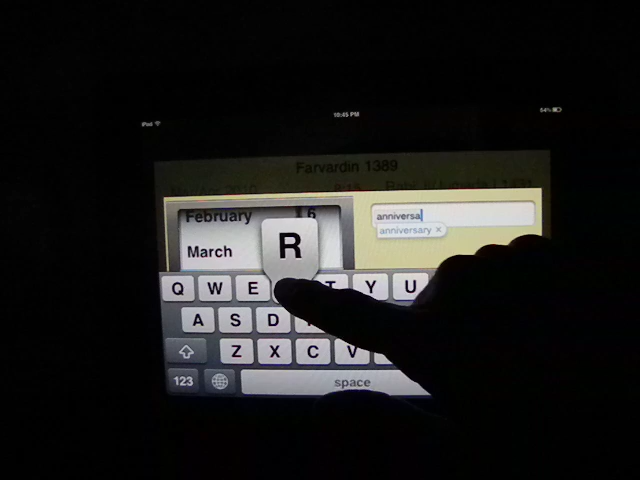 iPod 10:45 PM 54%
Farvardin 1389
February 6
March
anniversa
anniversary ×
R
Q W E T Y U
A S D
Z X C V
123 space